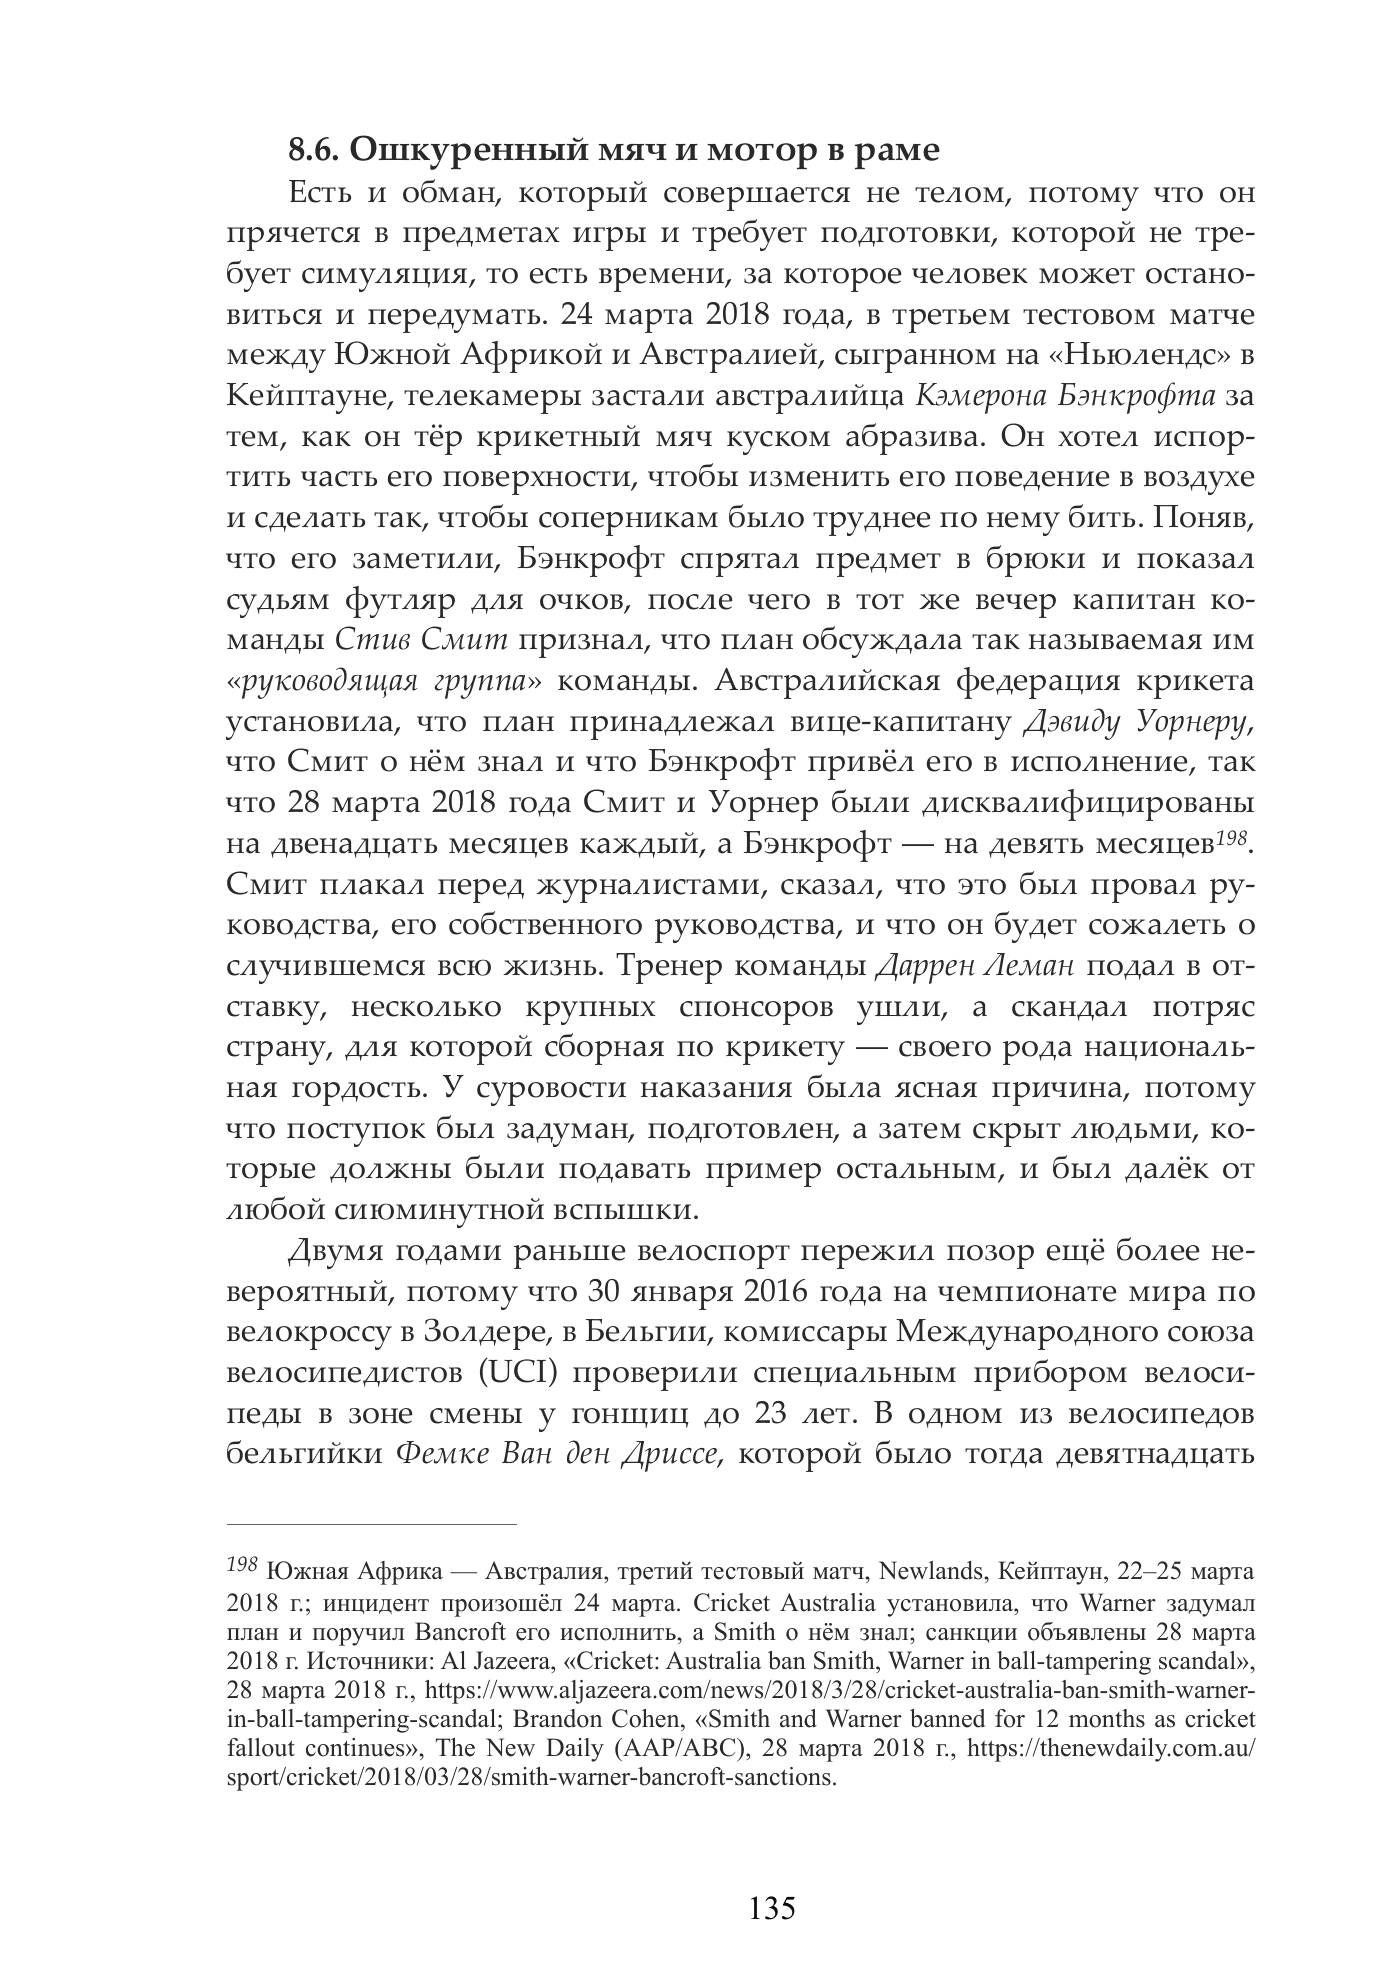 8.6. Ошкуренный мяч и мотор в раме
Есть и обман, который совершается не телом, потому что он
прячется в предметах игры и требует подготовки, которой не тре-
бует симуляция, то есть времени, за которое человек может остано-
виться и передумать. 24 марта 2018 года, в третьем тестовом матче
между Южной Африкой и Австралией, сыгранном на «Ньюлендс» в
Кейптауне, телекамеры застали австралийца Кэмерона Бэнкрофта за
тем, как он тёр крикетный мяч куском абразива. Он хотел испор-
тить часть его поверхности, чтобы изменить его поведение в воздухе
и сделать так, чтобы соперникам было труднее по нему бить. Поняв,
что его заметили, Бэнкрофт спрятал предмет в брюки и показал
судьям футляр для очков, после чего в тот же вечер капитан ко-
манды Стив Смит признал, что план обсуждала так называемая им
«руководящая группа» команды. Австралийская федерация крикета
установила, что план принадлежал вице-капитану Дэвиду Уорнеру,
что Смит о нём знал и что Бэнкрофт привёл его в исполнение, так
что 28 марта 2018 года Смит и Уорнер были дисквалифицированы
на двенадцать месяцев каждый, а Бэнкрофт — на девять месяцев198.
Смит плакал перед журналистами, сказал, что это был провал ру-
ководства, его собственного руководства, и что он будет сожалеть о
случившемся всю жизнь. Тренер команды Даррен Леман подал в от-
ставку, несколько крупных спонсоров ушли, а скандал потряс
страну, для которой сборная по крикету — своего рода националь-
ная гордость. У суровости наказания была ясная причина, потому
что поступок был задуман, подготовлен, а затем скрыт людьми, ко-
торые должны были подавать пример остальным, и был далёк от
любой сиюминутной вспышки.
Двумя годами раньше велоспорт пережил позор ещё более не-
вероятный, потому что 30 января 2016 года на чемпионате мира по
велокроссу в Золдере, в Бельгии, комиссары Международного союза
велосипедистов (UCI) проверили специальным прибором велоси-
педы в зоне смены у гонщиц до 23 лет. В одном из велосипедов
бельгийки Фемке Ван ден Дриссе, которой было тогда девятнадцать
198 Южная Африка — Австралия, третий тестовый матч, Newlands, Кейптаун, 22–25 марта
2018 г.; инцидент произошёл 24 марта. Cricket Australia установила, что Warner задумал
план и поручил Bancroft его исполнить, а Smith о нём знал; санкции объявлены 28 марта
2018 г. Источники: Al Jazeera, «Cricket: Australia ban Smith, Warner in ball-tampering scandal»,
28 марта 2018 г., https://www.aljazeera.com/news/2018/3/28/cricket-australia-ban-smith-warner-
in-ball-tampering-scandal; Brandon Cohen, «Smith and Warner banned for 12 months as cricket
fallout continues», The New Daily (AAP/ABC), 28 марта 2018 г., https://thenewdaily.com.au/
sport/cricket/2018/03/28/smith-warner-bancroft-sanctions.
135